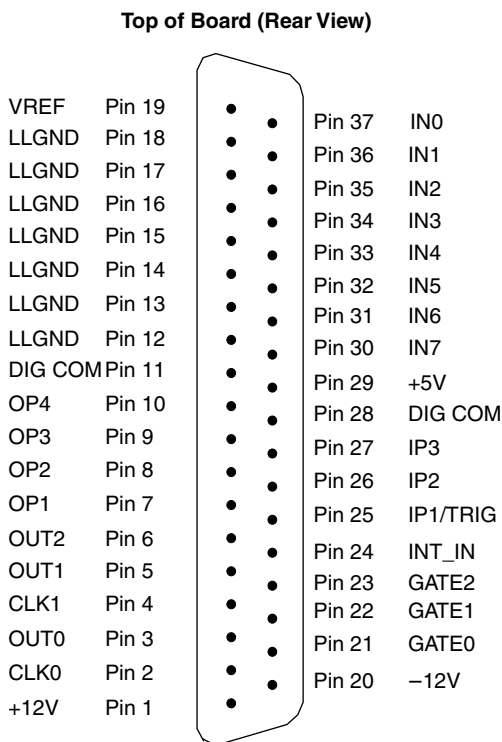 Top of Board (Rear View)
VREF Pin 19
LLGND Pin 18
LLGND Pin 17
LLGND Pin 16
LLGND Pin 15
LLGND Pin 14
LLGND Pin 13
LLGND Pin 12
DIG COM Pin 11
OP4 Pin 10
OP3 Pin 9
OP2 Pin 8
OP1 Pin 7
OUT2 Pin 6
OUT1 Pin 5
CLK1 Pin 4
OUT0 Pin 3
CLK0 Pin 2
+12V Pin 1
Pin 37 IN0
Pin 36 IN1
Pin 35 IN2
Pin 34 IN3
Pin 33 IN4
Pin 32 IN5
Pin 31 IN6
Pin 30 IN7
Pin 29 +5V
Pin 28 DIG COM
Pin 27 IP3
Pin 26 IP2
Pin 25 IP1/TRIG
Pin 24 INT_IN
Pin 23 GATE2
Pin 22 GATE1
Pin 21 GATE0
Pin 20 −12V